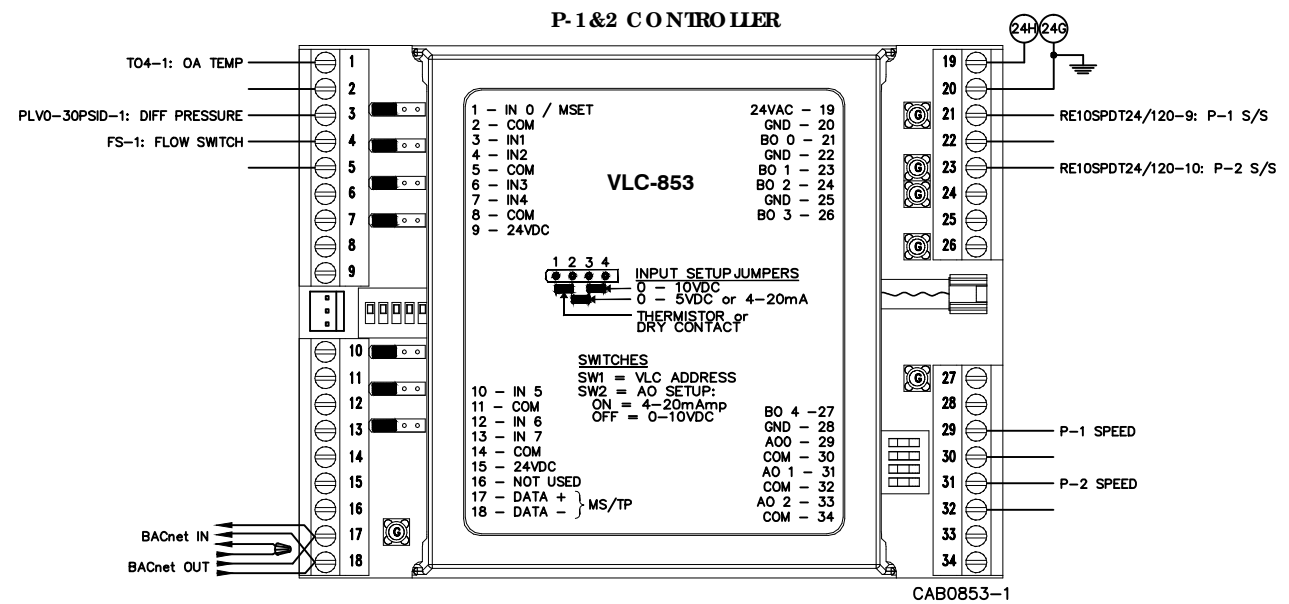 P-1&2 CONTROLLER
24H 24G
TO4-1: OA TEMP
PLV0-30PSID-1: DIFF PRESSURE
FS-1: FLOW SWITCH
1
2
3
4
5
6
7
8
9
10
11
12
13
14
15
16
17
18
BACnet IN
BACnet OUT
1 - IN 0 / MSET
2 - COM
3 - IN1
4 - IN2
5 - COM
6 - IN3
7 - IN4
8 - COM
9 - 24VDC
VLC-853
24VAC - 19
GND - 20
BO 0 - 21
GND - 22
BO 1 - 23
BO 2 - 24
GND - 25
BO 3 - 26
1 2 3 4
INPUT SETUP JUMPERS
0 - 10VDC
0 - 5VDC or 4-20mA
THERMISTOR or
DRY CONTACT
SWITCHES
SW1 = VLC ADDRESS
SW2 = AO SETUP:
ON = 4-20mAmp
OFF = 0-10VDC
10 - IN 5
11 - COM
12 - IN 6
13 - IN 7
14 - COM
15 - 24VDC
16 - NOT USED
17 - DATA +
18 - DATA -
MS/TP
BO 4 -27
GND - 28
AO0 - 29
COM - 30
AO 1 - 31
COM - 32
AO 2 - 33
COM - 34
G
G
G
G
G
G
19
20
21
22
23
24
25
26
27
28
29
30
31
32
33
34
RE10SPDT24/120-9: P-1 S/S
RE10SPDT24/120-10: P-2 S/S
P-1 SPEED
P-2 SPEED
CAB0853-1